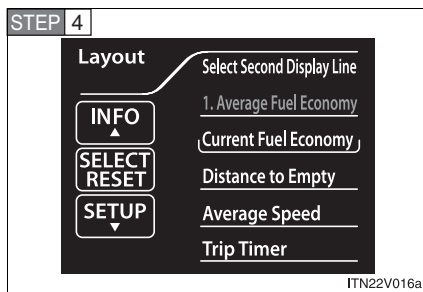 STEP 4
Layout
Select Second Display Line
1. Average Fuel Economy
INFO
Current Fuel Economy
SELECT
RESET
Distance to Empty
SETUP
Average Speed
Trip Timer
ITN22V016a